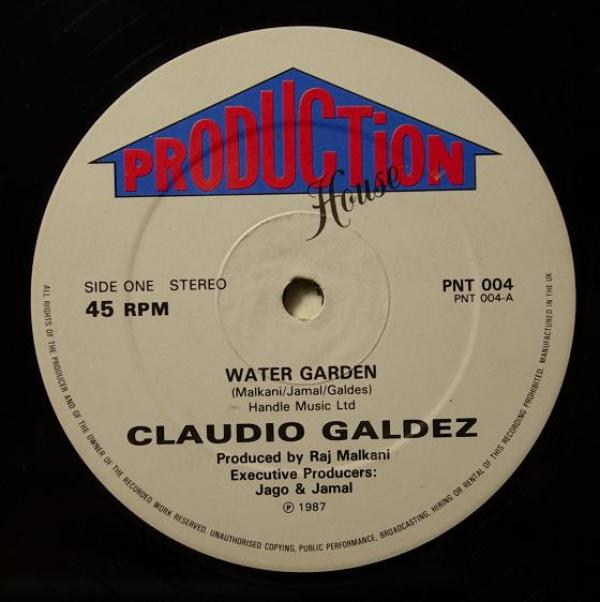 PRODUCTiON
House
SIDE ONE STEREO
45 RPM
PNT 004
PNT 004-A
WATER GARDEN
(Malkani/Jamal/Galdes)
Handle Music Ltd
CLAUDIO GALDEZ
Produced by Raj Malkani
Executive Producers:
Jago & Jamal
℗ 1987
ALL RIGHTS OF THE PRODUCER AND OF THE OWNER OF THE RECORDED WORK RESERVED. UNAUTHORISED COPYING, PUBLIC PERFORMANCE, BROADCASTING, HIRING OR RENTAL OF THIS RECORDING PROHIBITED. MANUFACTURED IN THE UK